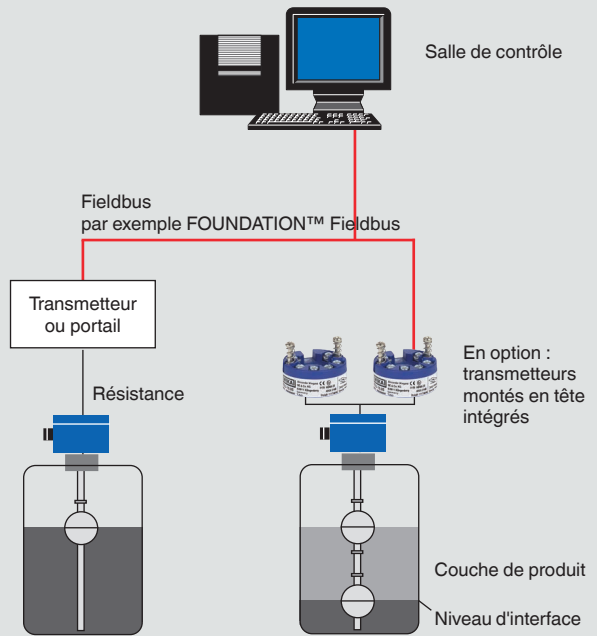 Salle de contrôle
Fieldbus
par exemple FOUNDATION™ Fieldbus
Transmetteur
ou portail
Résistance
En option :
transmetteurs
montés en tête
intégrés
Couche de produit
Niveau d'interface